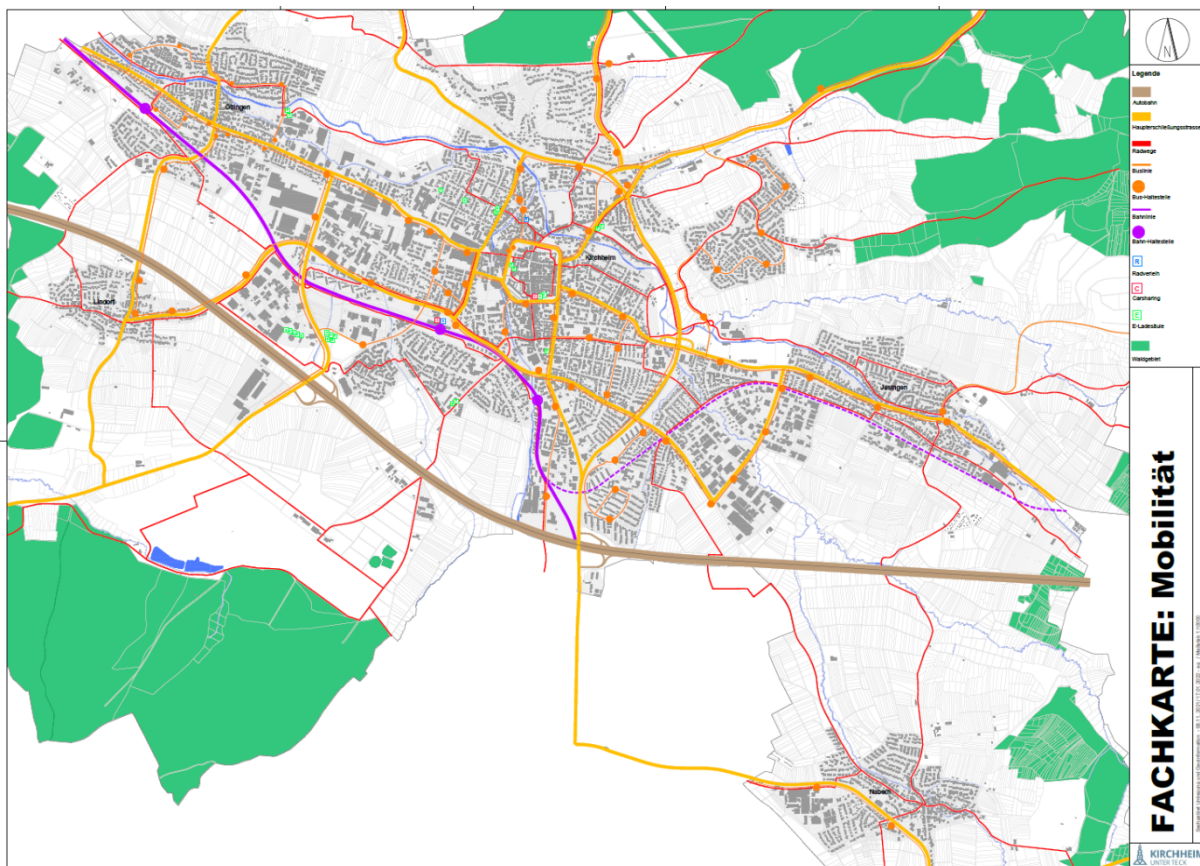 N
Legende
Autobahn
Haupterschließungsstrasse
Radwege
Buslinie
Bus-Haltestelle
Bahnlinie
Bahn-Haltestelle
R
Radverleih
C
Carsharing
E
E-Ladesäule
Waldgebiet
Ötlingen
Kirchheim
Lindorf
Jesingen
Nabern
FACHKARTE: Mobilität
KIRCHHEIM
UNTER TECK